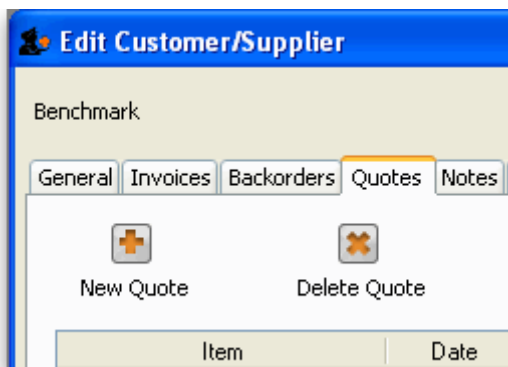 Edit Customer/Supplier
Benchmark
General Invoices Backorders Quotes Notes
New Quote Delete Quote
Item Date